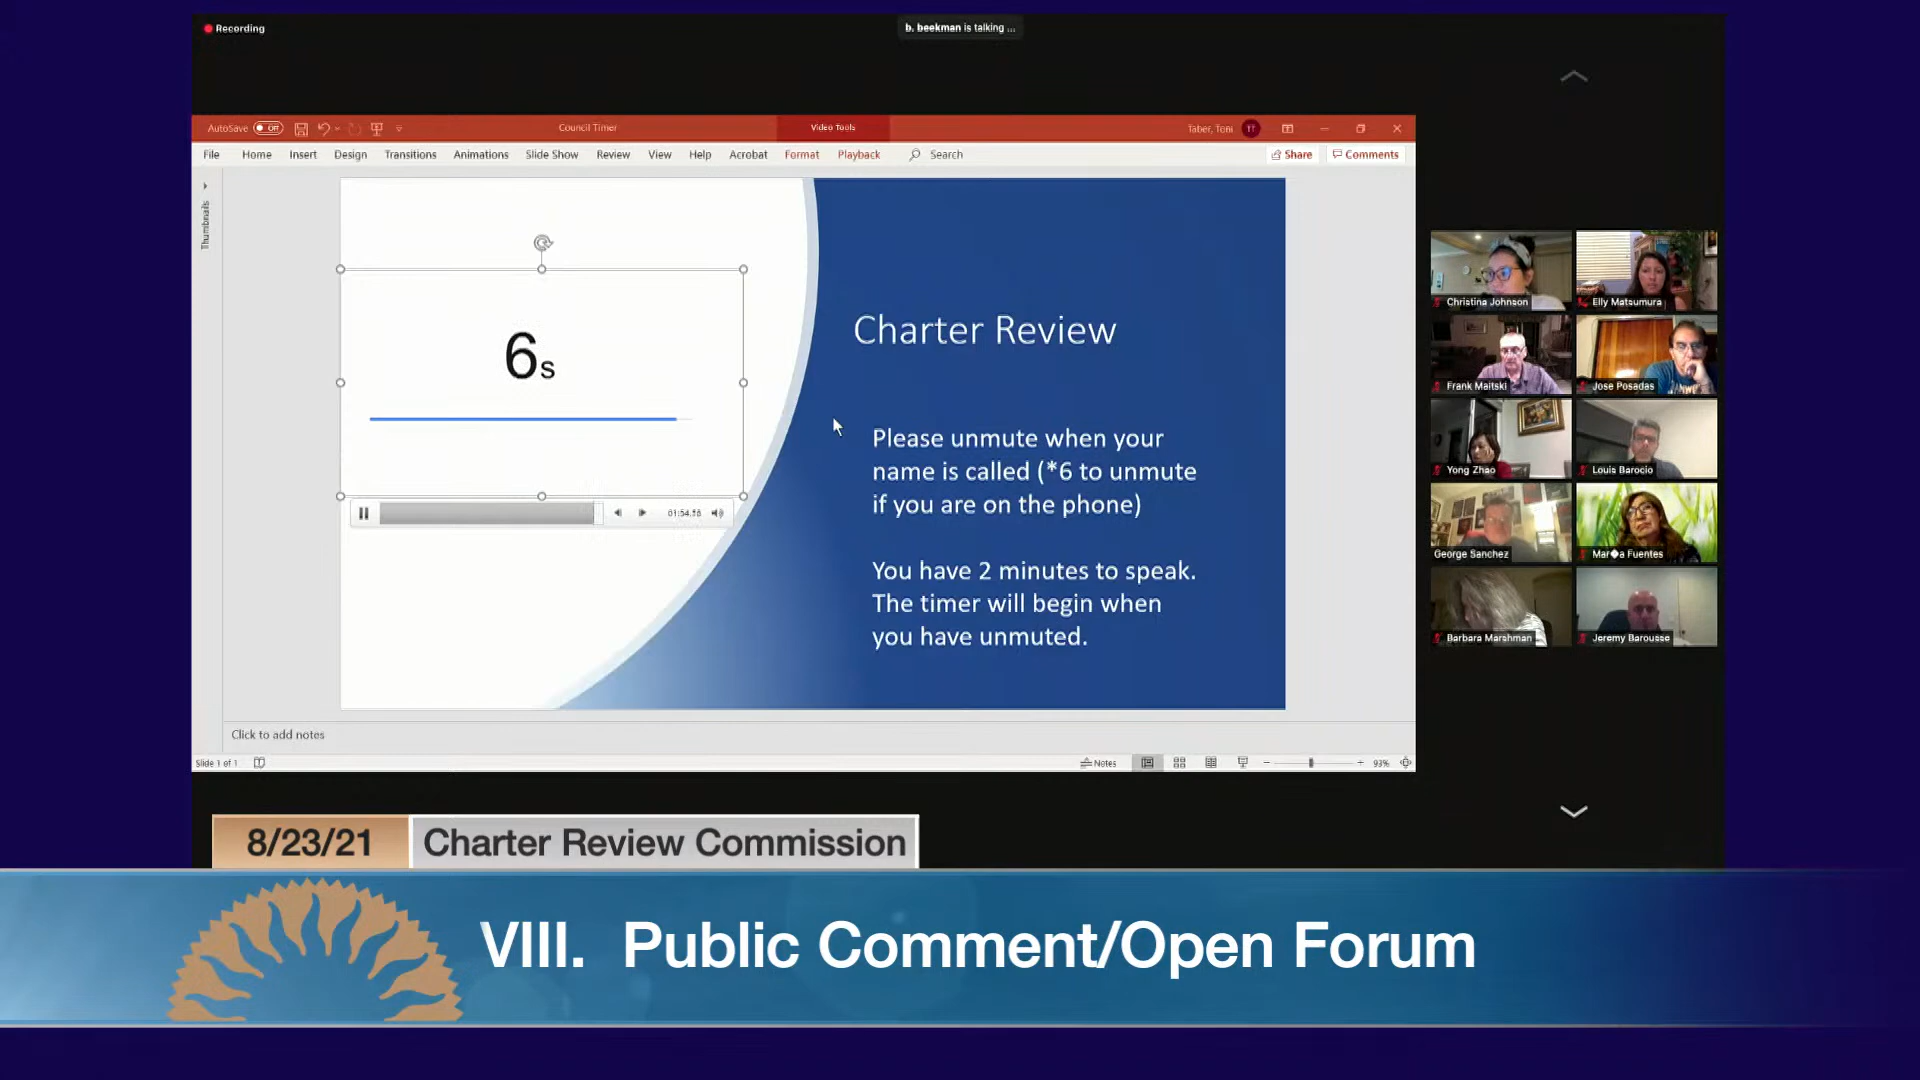 Recording
b. beekman is talking ...
AutoSave Off
Council Timer
Video Tools
Taber, Toni
TT
File Home Insert Design Transitions Animations Slide Show Review View Help Acrobat Format Playback Search
Share
Comments
Thumbnails
6s
01:54.16
Charter Review
Please unmute when your
name is called (*6 to unmute
if you are on the phone)
You have 2 minutes to speak.
The timer will begin when
you have unmuted.
Christina Johnson
Elly Matsumura
Frank Maitski
Jose Posadas
Yong Zhao
Louis Barocio
George Sanchez
Mar�a Fuentes
Barbara Marshman
Jeremy Barousse
Click to add notes
Slide 1 of 1
Notes
93%
8/23/21
Charter Review Commission
VIII. Public Comment/Open Forum